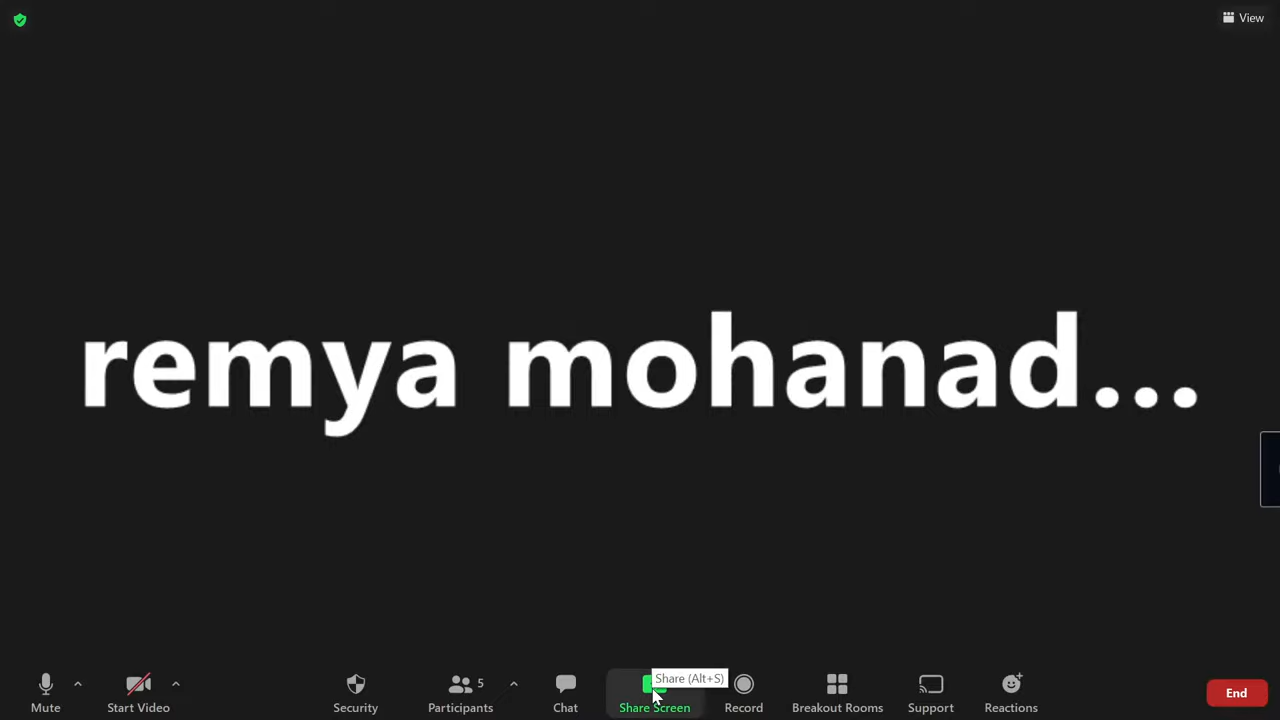 View
remya mohanad...
Share (Alt+S)
Mute
Start Video
Security
Participants 5
Chat
Share Screen
Record
Breakout Rooms
Support
Reactions
End